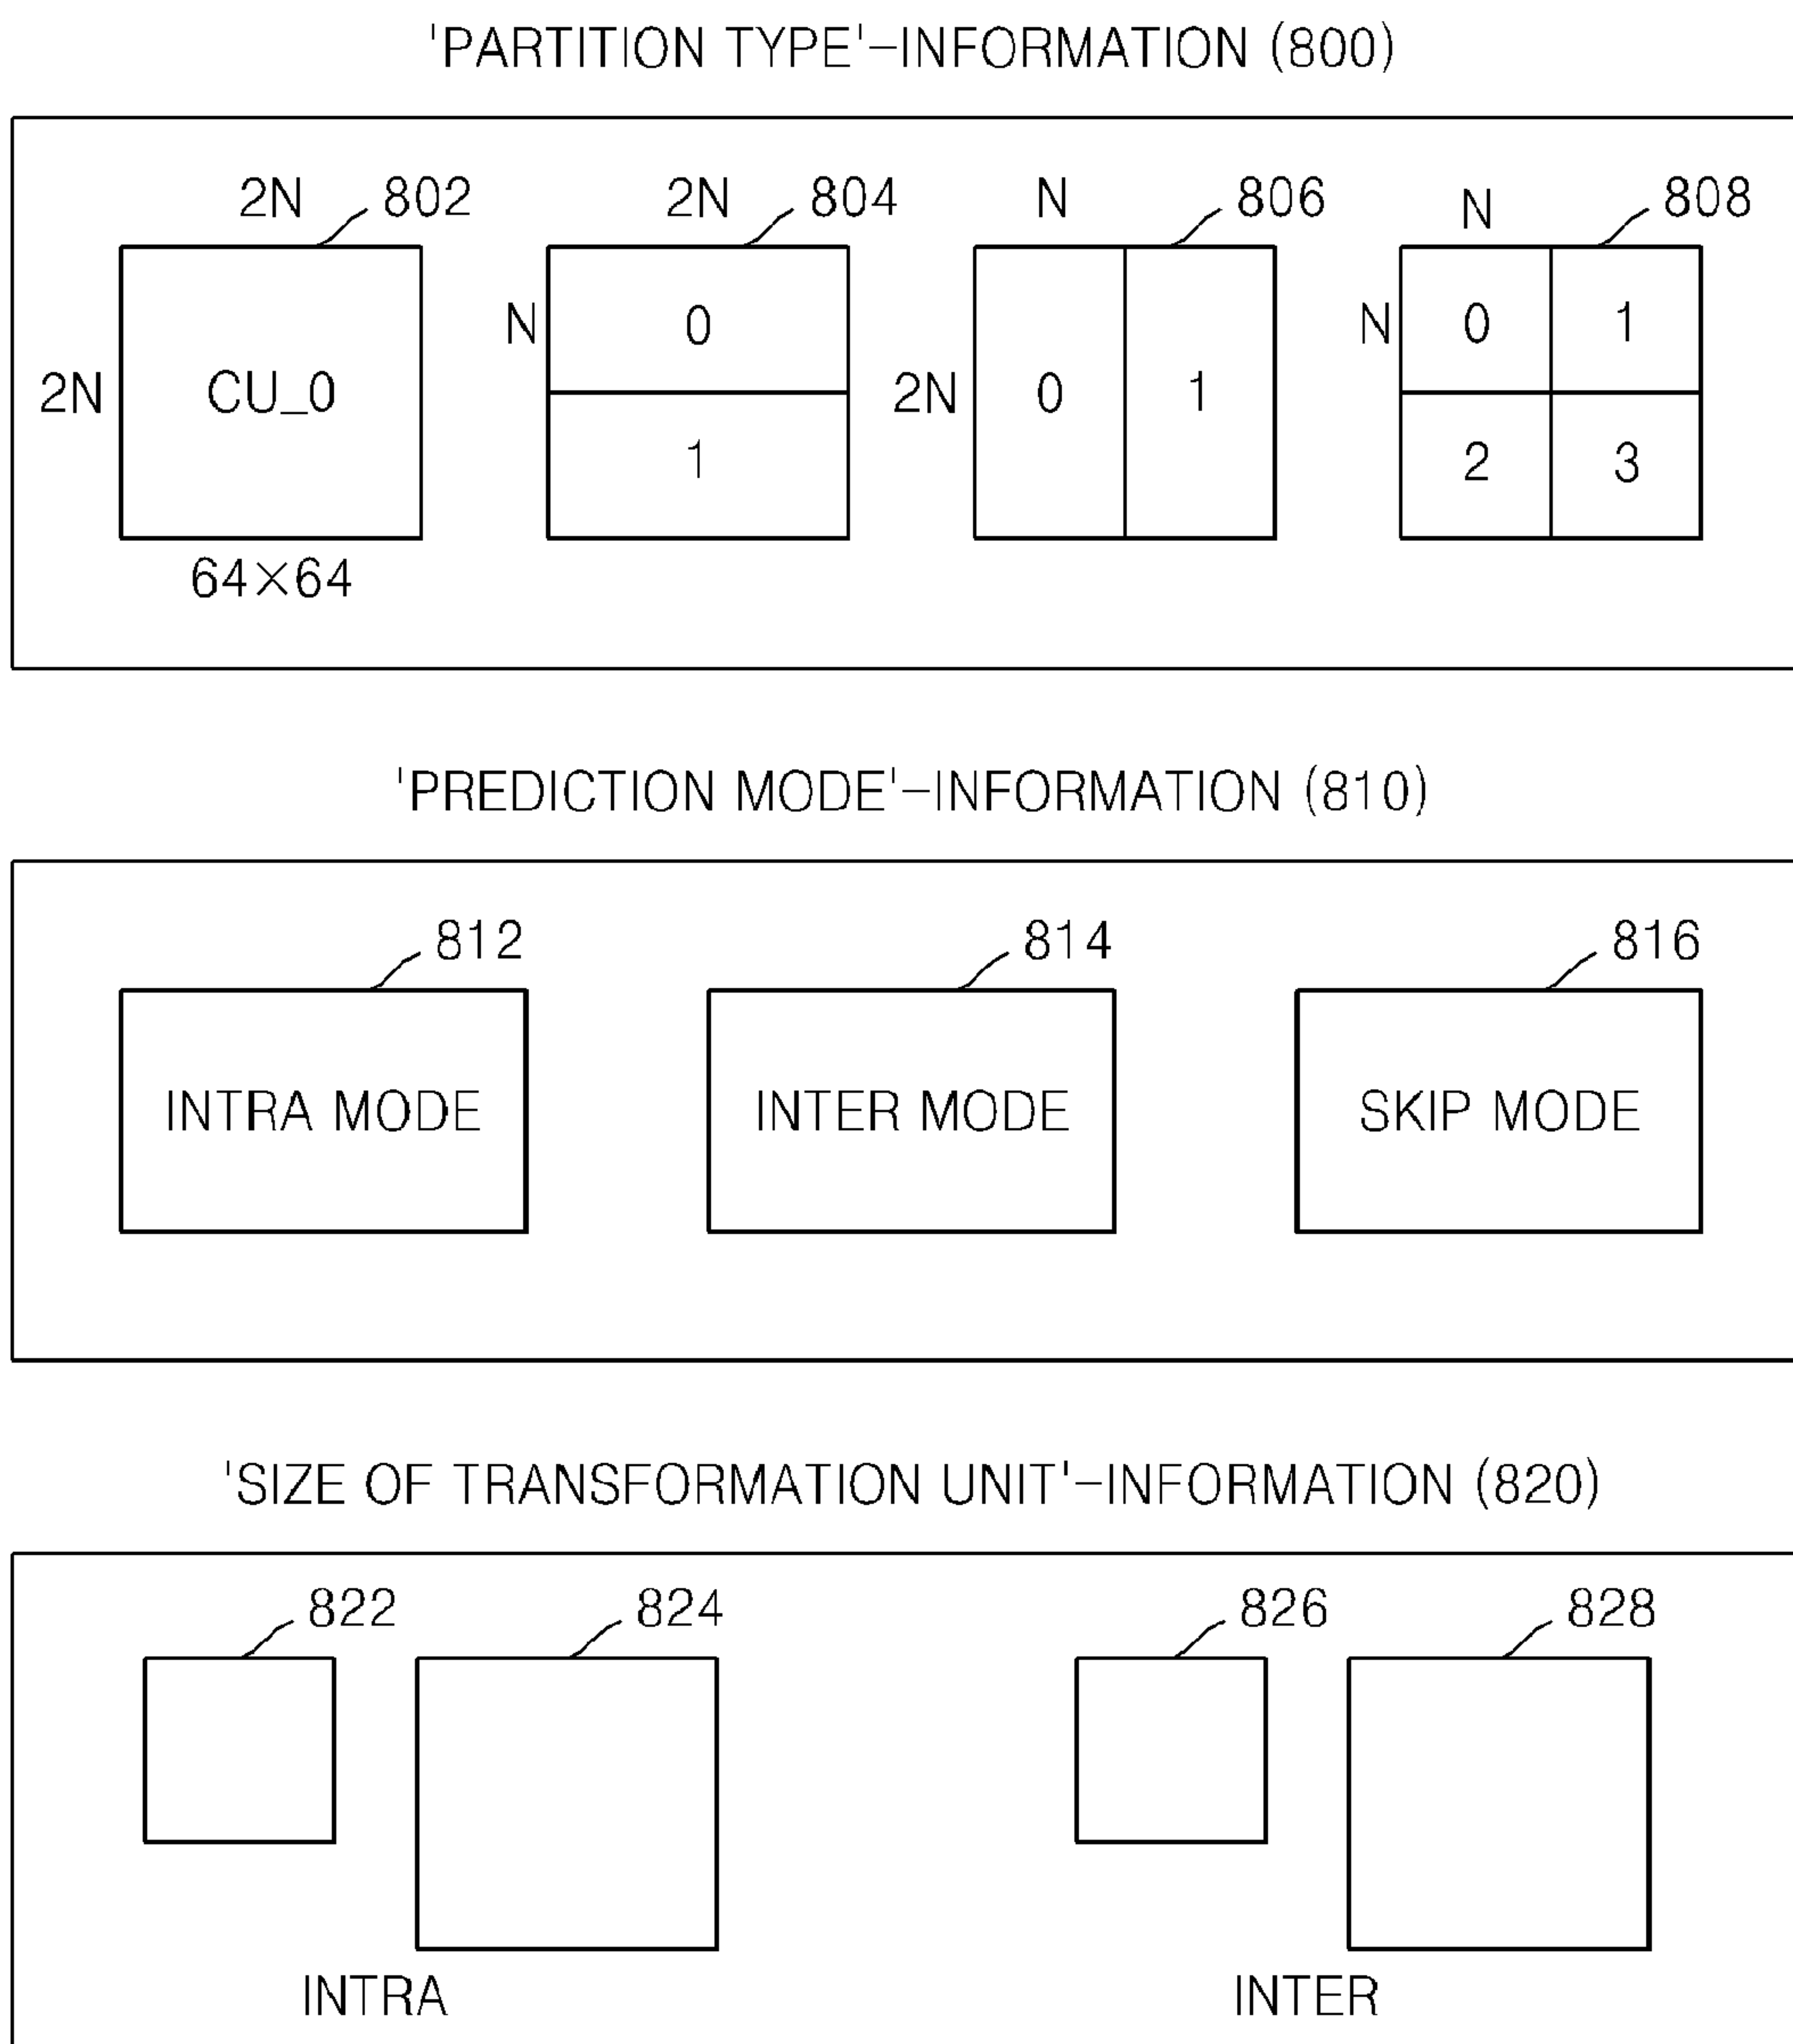 'PARTITION TYPE'-INFORMATION (800)
2N 802 2N 804 N 806 N 808
N 0 N 0 1
2N CU_0 2N 0 1
1 2 3
64×64
'PREDICTION MODE'-INFORMATION (810)
812 814 816
INTRA MODE INTER MODE SKIP MODE
'SIZE OF TRANSFORMATION UNIT'-INFORMATION (820)
822 824 826 828
INTRA INTER